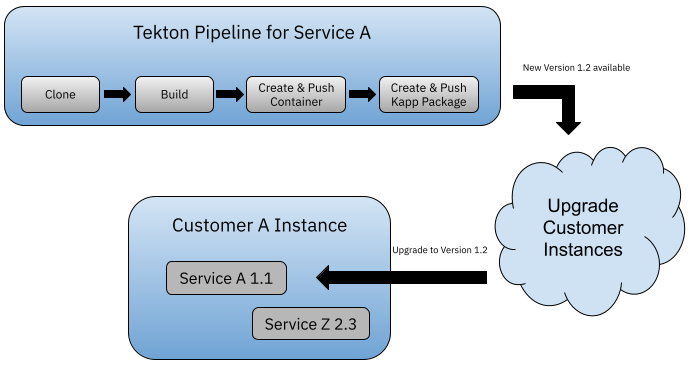 Tekton Pipeline for Service A
Clone
Build
Create & Push
Container
Create & Push
Kapp Package
New Version 1.2 available
Upgrade
Customer
Instances
Customer A Instance
Upgrade to Version 1.2
Service A 1.1
Service Z 2.3